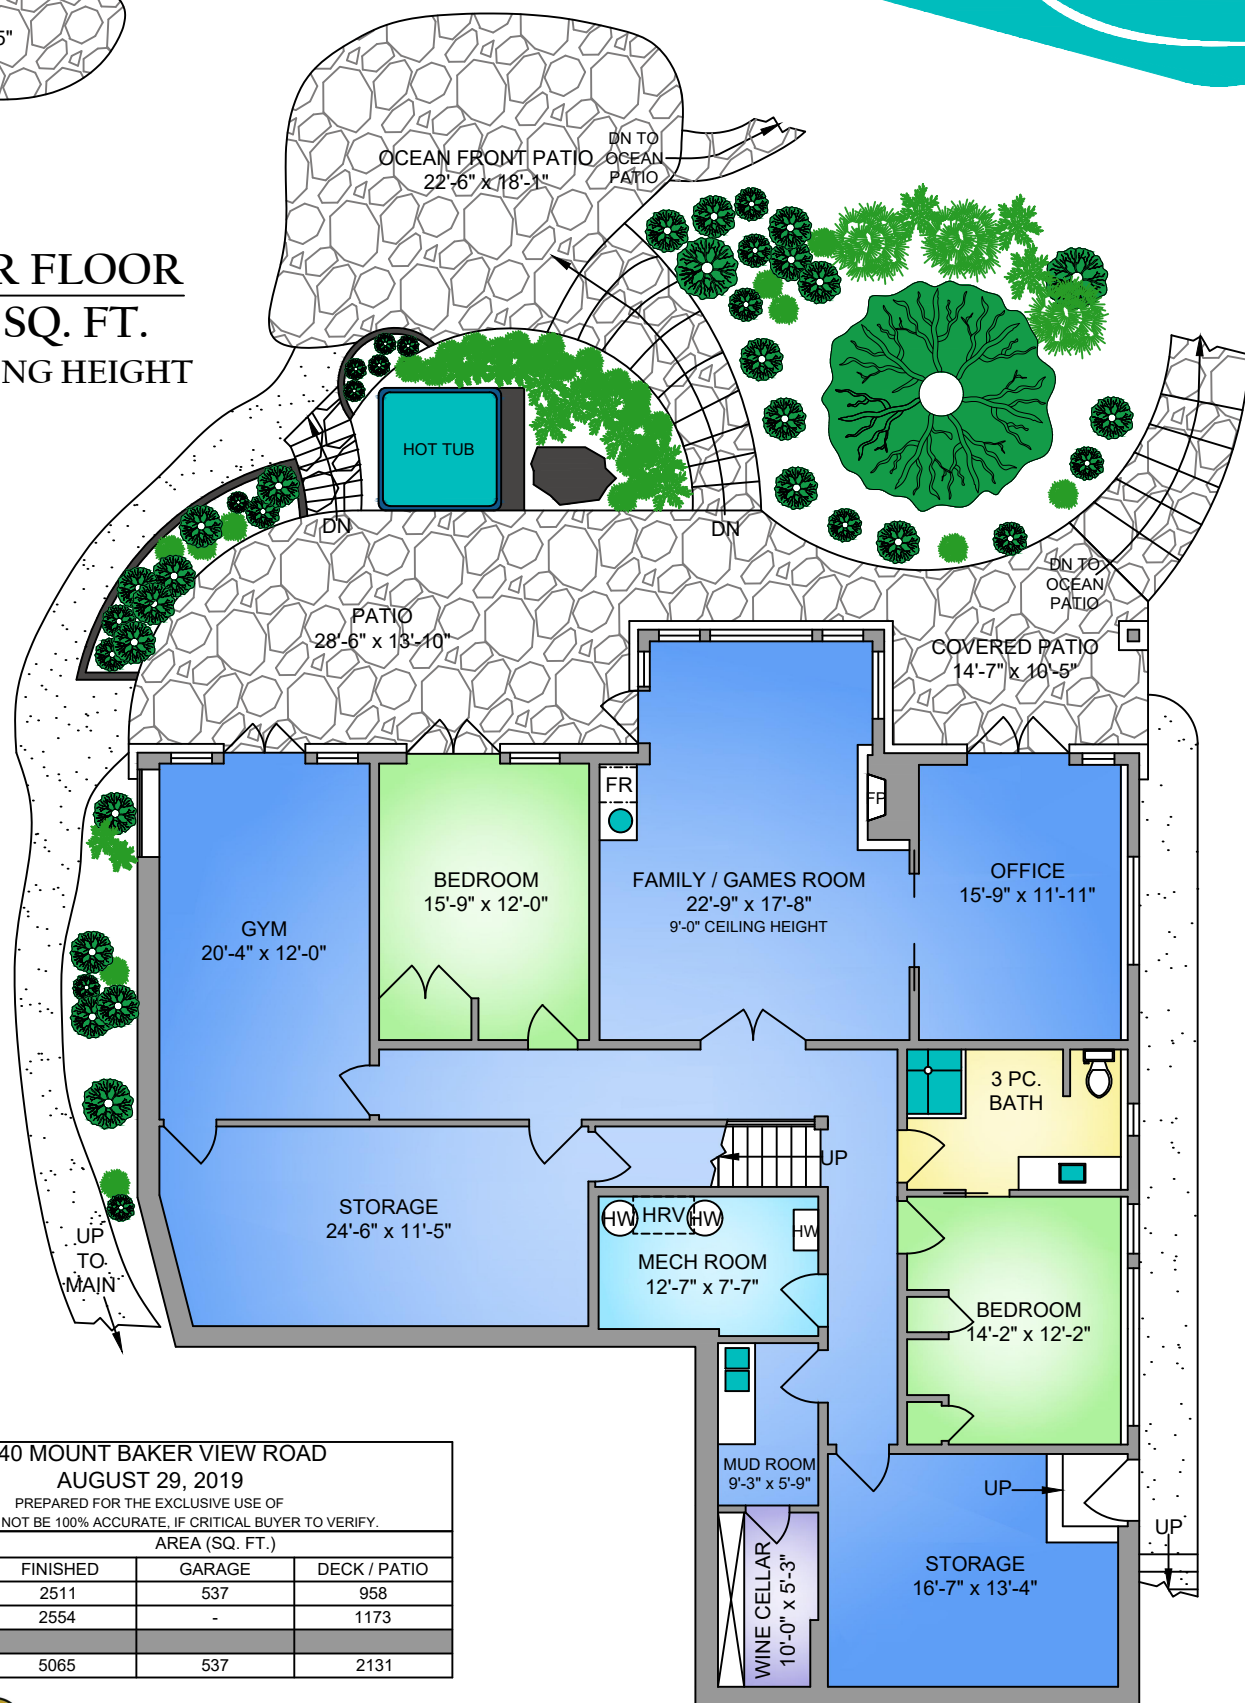 5"
OCEAN FRONT PATIO
22'-6" x 18'-1"
DN TO
OCEAN
PATIO
R FLOOR
SQ. FT.
NG HEIGHT
HOT TUB
DN
DN
DN TO
OCEAN
PATIO
PATIO
28'-6" x 13'-10"
COVERED PATIO
14'-7" x 10'-5"
FR
FP
BEDROOM
15'-9" x 12'-0"
FAMILY / GAMES ROOM
22'-9" x 17'-8"
9'-0" CEILING HEIGHT
OFFICE
15'-9" x 11'-11"
GYM
20'-4" x 12'-0"
3 PC.
BATH
UP
STORAGE
24'-6" x 11'-5"
HW
HRV
HW
HW
MECH ROOM
12'-7" x 7'-7"
UP
TO
MAIN
BEDROOM
14'-2" x 12'-2"
MUD ROOM
9'-3" x 5'-9"
UP
UP
WINE CELLAR
10'-0" x 5'-3"
STORAGE
16'-7" x 13'-4"
40 MOUNT BAKER VIEW ROAD
AUGUST 29, 2019
PREPARED FOR THE EXCLUSIVE USE OF
NOT BE 100% ACCURATE, IF CRITICAL BUYER TO VERIFY.
AREA (SQ. FT.)
FINISHED GARAGE DECK / PATIO
2511 537 958
2554 - 1173
5065 537 2131